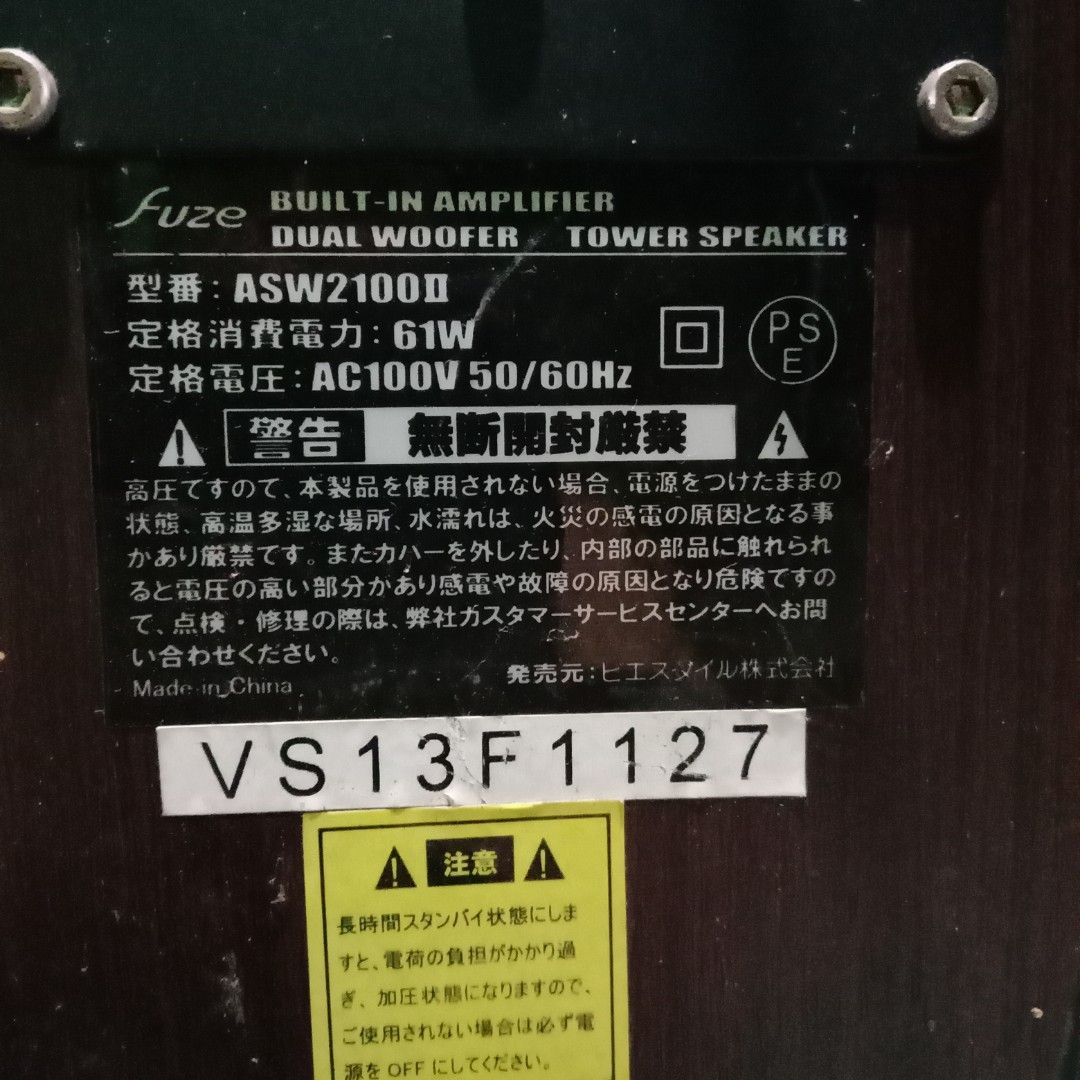 fuze BUILT-IN AMPLIFIER
DUAL WOOFER TOWER SPEAKER
型番：ASW2100Ⅱ
定格消費電力：61W
定格電圧：AC100V 50/60Hz
PS
E
警告 無断開封厳禁
高圧ですので、本製品を使用されない場合、電源をつけたままの
状態、高温多湿な場所、水濡れは、火災の感電の原因となる事
があり厳禁です。またカバーを外したり、内部の部品に触れられ
ると電圧の高い部分があり感電や故障の原因となり危険ですの
で、点検・修理の際は、弊社カスタマーサービスセンターへお問
い合わせください。
発売元：ピエスタイル株式会社
Made in China
VS13F1127
注意
長時間スタンバイ状態にしま
すと、電荷の負担がかかり過
ぎ、加圧状態になりますので、
ご使用されない場合は必ず電
源をOFFにしてください。